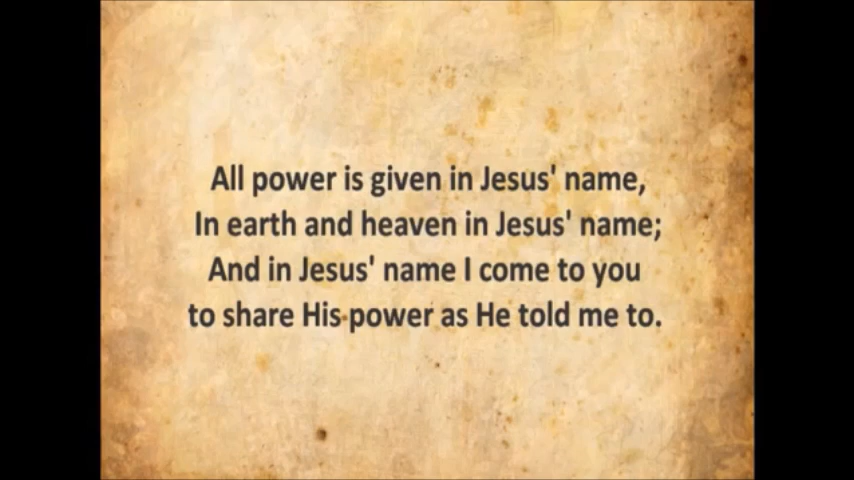 All power is given in Jesus' name,
In earth and heaven in Jesus' name;
And in Jesus' name I come to you
to share His power as He told me to.